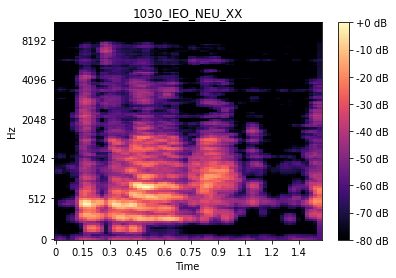 1030_IEO_NEU_XX
Hz
8192
4096
2048
1024
512
0
0 0.15 0.3 0.45 0.6 0.75 0.9 1.1 1.2 1.4
Time
+0 dB
-10 dB
-20 dB
-30 dB
-40 dB
-50 dB
-60 dB
-70 dB
-80 dB